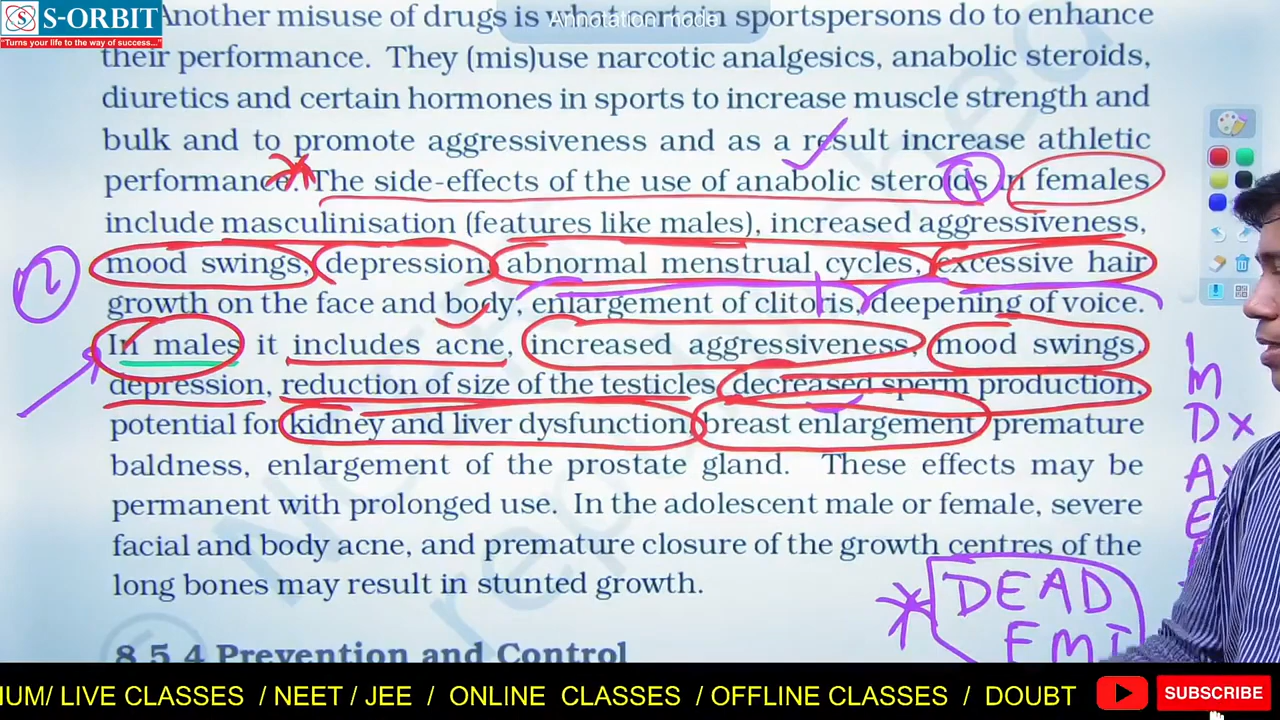 S-ORBIT
"Turns your life to the way of success..."
Annotation mode
Another misuse of drugs is what certain sportspersons do to enhance
their performance. They (mis)use narcotic analgesics, anabolic steroids,
diuretics and certain hormones in sports to increase muscle strength and
bulk and to promote aggressiveness and as a result increase athletic
performance. The side-effects of the use of anabolic steroids in females
1
include masculinisation (features like males), increased aggressiveness,
2
mood swings, depression, abnormal menstrual cycles, excessive hair
growth on the face and body, enlargement of clitoris, deepening of voice.
In males it includes acne, increased aggressiveness, mood swings,
depression, reduction of size of the testicles, decreased sperm production,
potential for kidney and liver dysfunction, breast enlargement, premature
baldness, enlargement of the prostate gland. These effects may be
permanent with prolonged use. In the adolescent male or female, severe
facial and body acne, and premature closure of the growth centres of the
long bones may result in stunted growth.
I
M
D x
A
E
DEAD
8.5.4 Prevention and Control
IUM/ LIVE CLASSES / NEET / JEE / ONLINE CLASSES / OFFLINE CLASSES / DOUBT
SUBSCRIBE